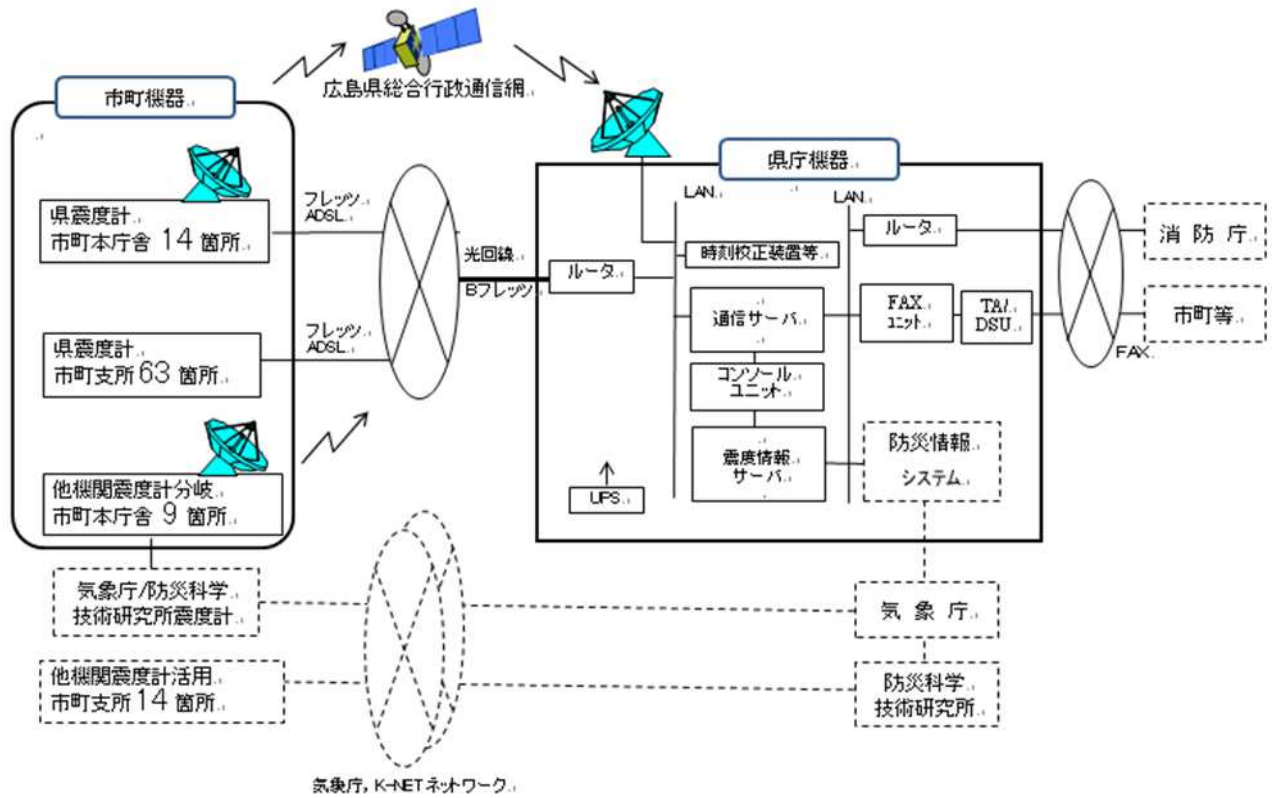 広島県総合行政通信網
市町機器
県震度計
市町本庁舎 14 箇所
フレッツ
ADSL
県震度計
市町支所 63 箇所
フレッツ
ADSL
他機関震度計分岐
市町本庁舎 9 箇所
光回線
Bフレッツ
県庁機器
LAN
LAN
ルータ
時刻校正装置等
ルータ
通信サーバ
FAX
ユニット
TA/
DSU
コンソール
ユニット
震度情報
サーバ
防災情報
システム
UPS
消防庁
市町等
FAX
気象庁/防災科学
技術研究所震度計
気象庁
他機関震度計活用
市町支所 14 箇所
防災科学
技術研究所
気象庁, K-NETネットワーク